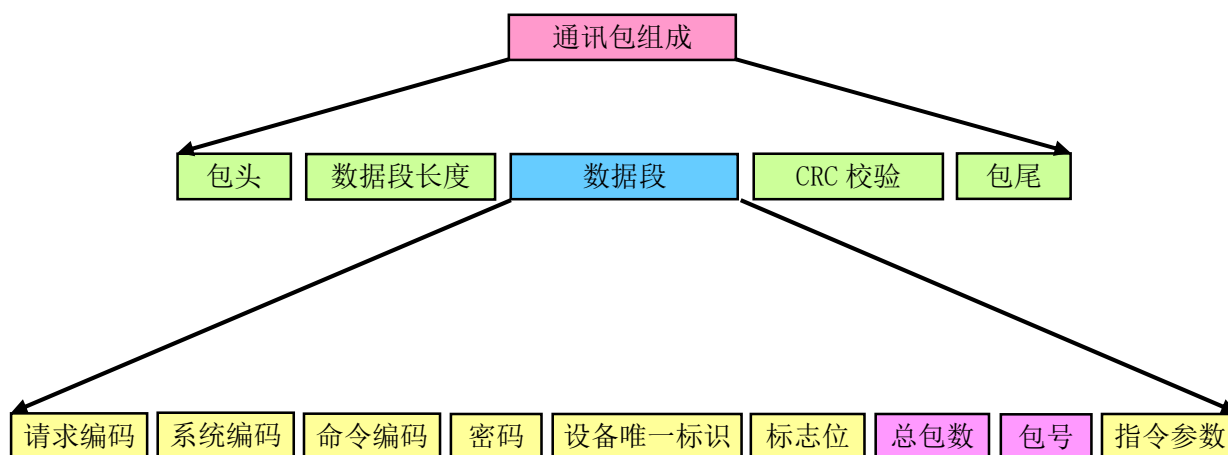 通讯包组成
包头 数据段长度 数据段 CRC 校验 包尾
请求编码 系统编码 命令编码 密码 设备唯一标识 标志位 总包数 包号 指令参数